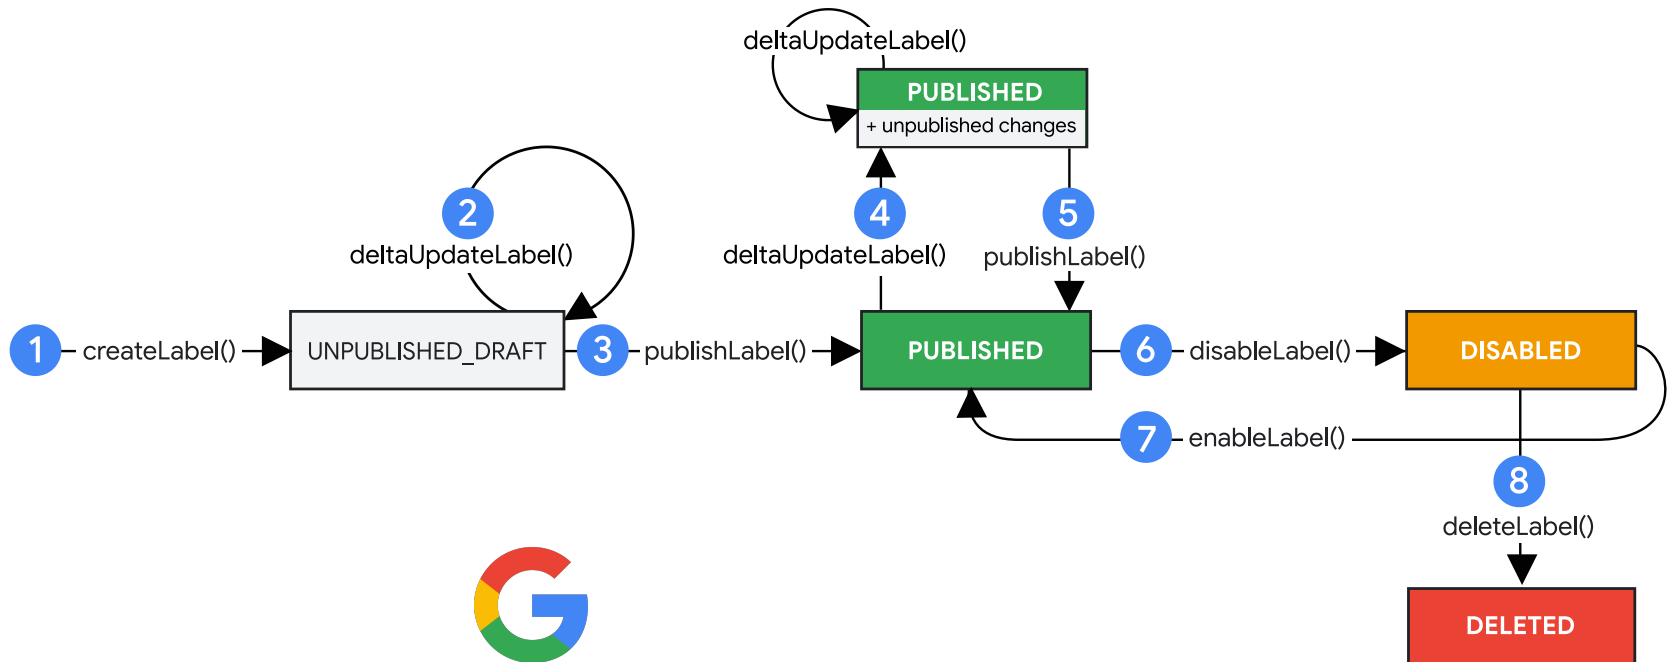 deltaUpdateLabel()
PUBLISHED
+ unpublished changes
2
deltaUpdateLabel()
4
deltaUpdateLabel()
5
publishLabel()
1
createLabel()
UNPUBLISHED_DRAFT
3
publishLabel()
PUBLISHED
6
disableLabel()
DISABLED
7
enableLabel()
8
deleteLabel()
DELETED
G